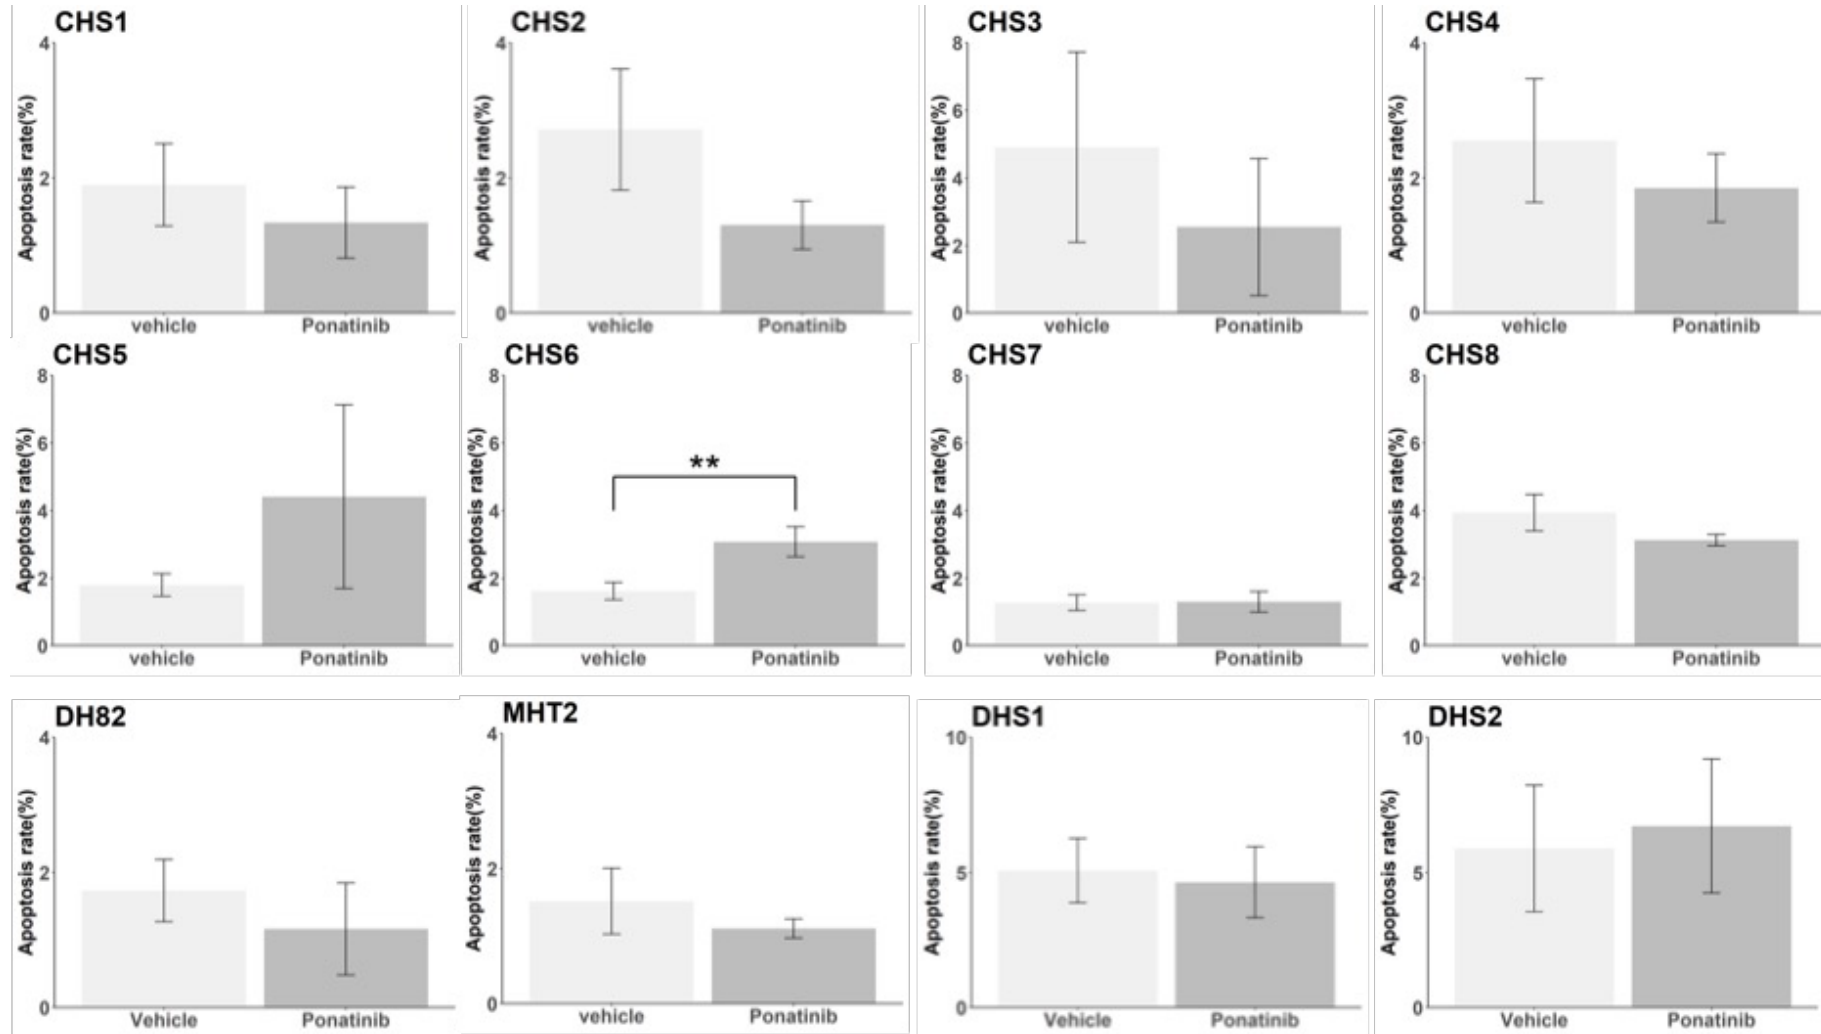 CHS1
4
2
0
Apoptosis rate(%)
vehicle
Ponatinib
CHS2
4
2
0
Apoptosis rate(%)
vehicle
Ponatinib
CHS3
8
6
4
2
0
Apoptosis rate(%)
vehicle
Ponatinib
CHS4
4
2
0
Apoptosis rate(%)
vehicle
Ponatinib
CHS5
8
6
4
2
0
Apoptosis rate(%)
vehicle
Ponatinib
CHS6
8
6
4
2
0
Apoptosis rate(%)
**
vehicle
Ponatinib
CHS7
8
6
4
2
0
Apoptosis rate(%)
vehicle
Ponatinib
CHS8
8
6
4
2
0
Apoptosis rate(%)
vehicle
Ponatinib
DH82
4
2
0
Apoptosis rate(%)
Vehicle
Ponatinib
MHT2
4
2
0
Apoptosis rate(%)
vehicle
Ponatinib
DHS1
10
5
0
Apoptosis rate(%)
Vehicle
Ponatinib
DHS2
10
5
0
Apoptosis rate(%)
Vehicle
Ponatinib